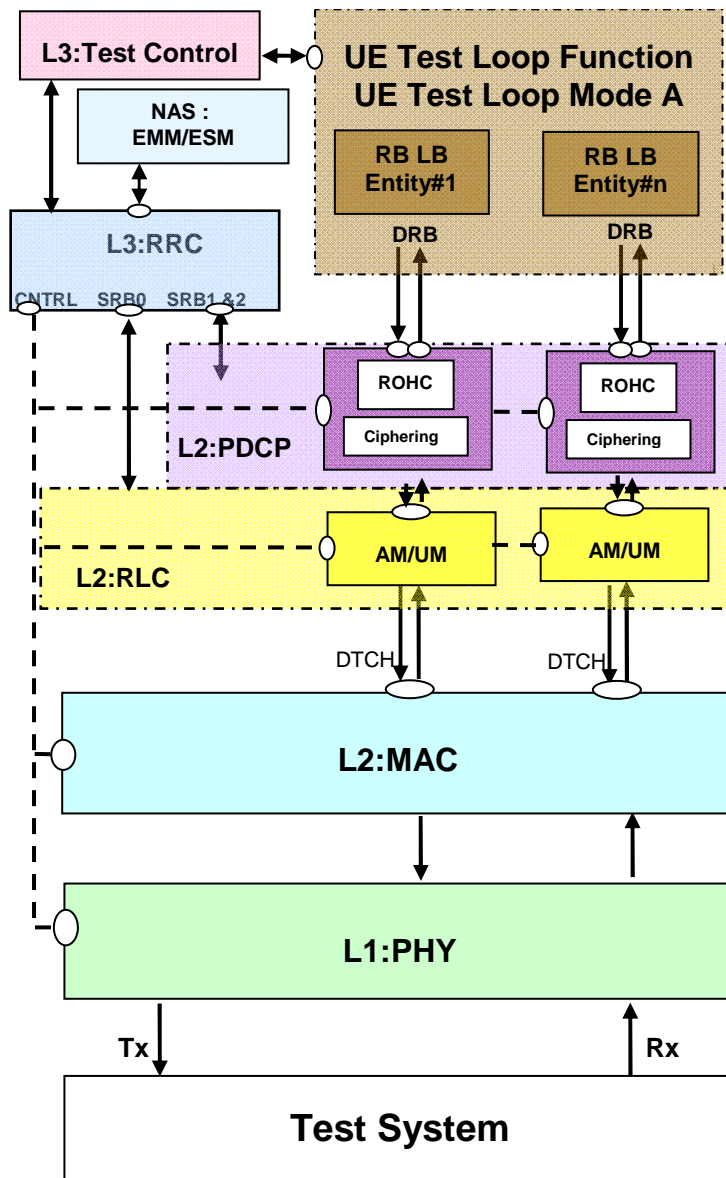 L3:Test Control
UE Test Loop Function
UE Test Loop Mode A
NAS :
EMM/ESM
RB LB
Entity#1
RB LB
Entity#n
DRB
DRB
L3:RRC
CNTRL
SRB0
SRB1 &2
ROHC
Ciphering
ROHC
Ciphering
L2:PDCP
AM/UM
AM/UM
L2:RLC
DTCH
DTCH
L2:MAC
L1:PHY
Tx
Rx
Test System